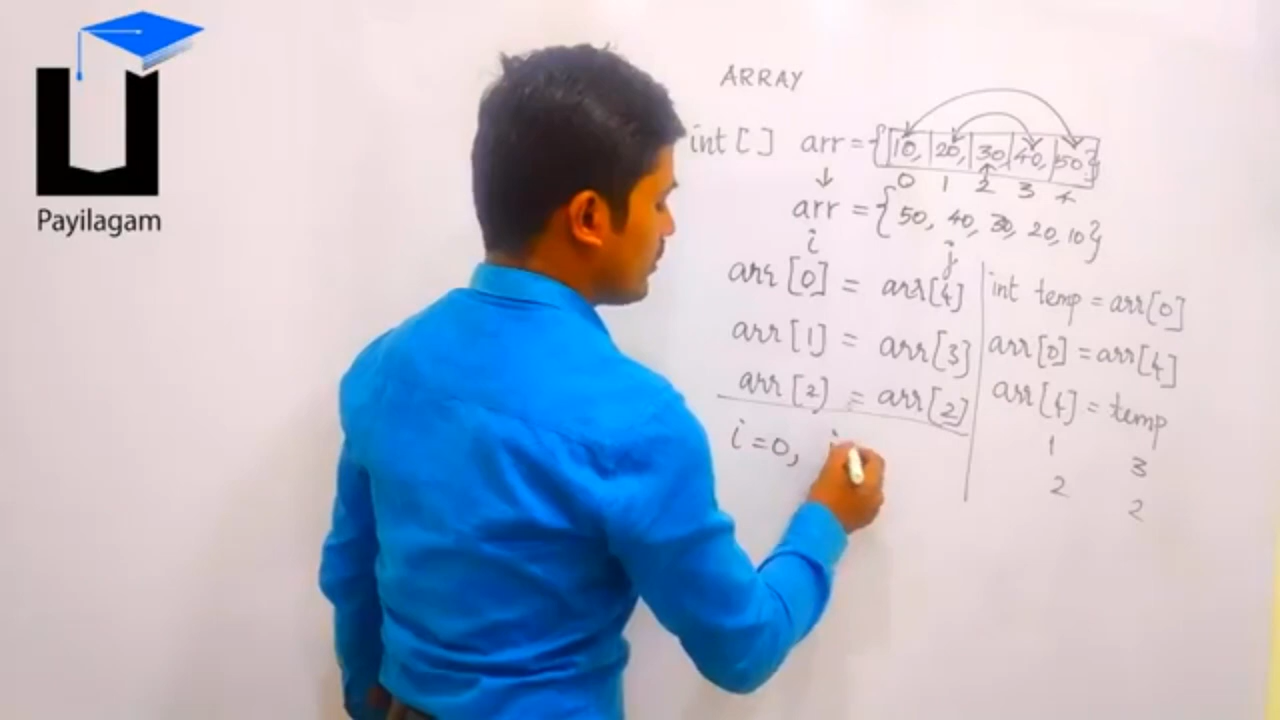 Payilagam
ARRAY
int [ ] arr = {10, 20, 30, 40, 50}
0 1 2 3 4
arr = {50, 40, 30, 20, 10}
i j
arr [0] = arr[4]
arr [1] = arr[3]
arr [2] = arr[2]
i = 0,
int temp = arr[0]
arr[0] = arr[4]
arr[4] = temp
1 3
2 2